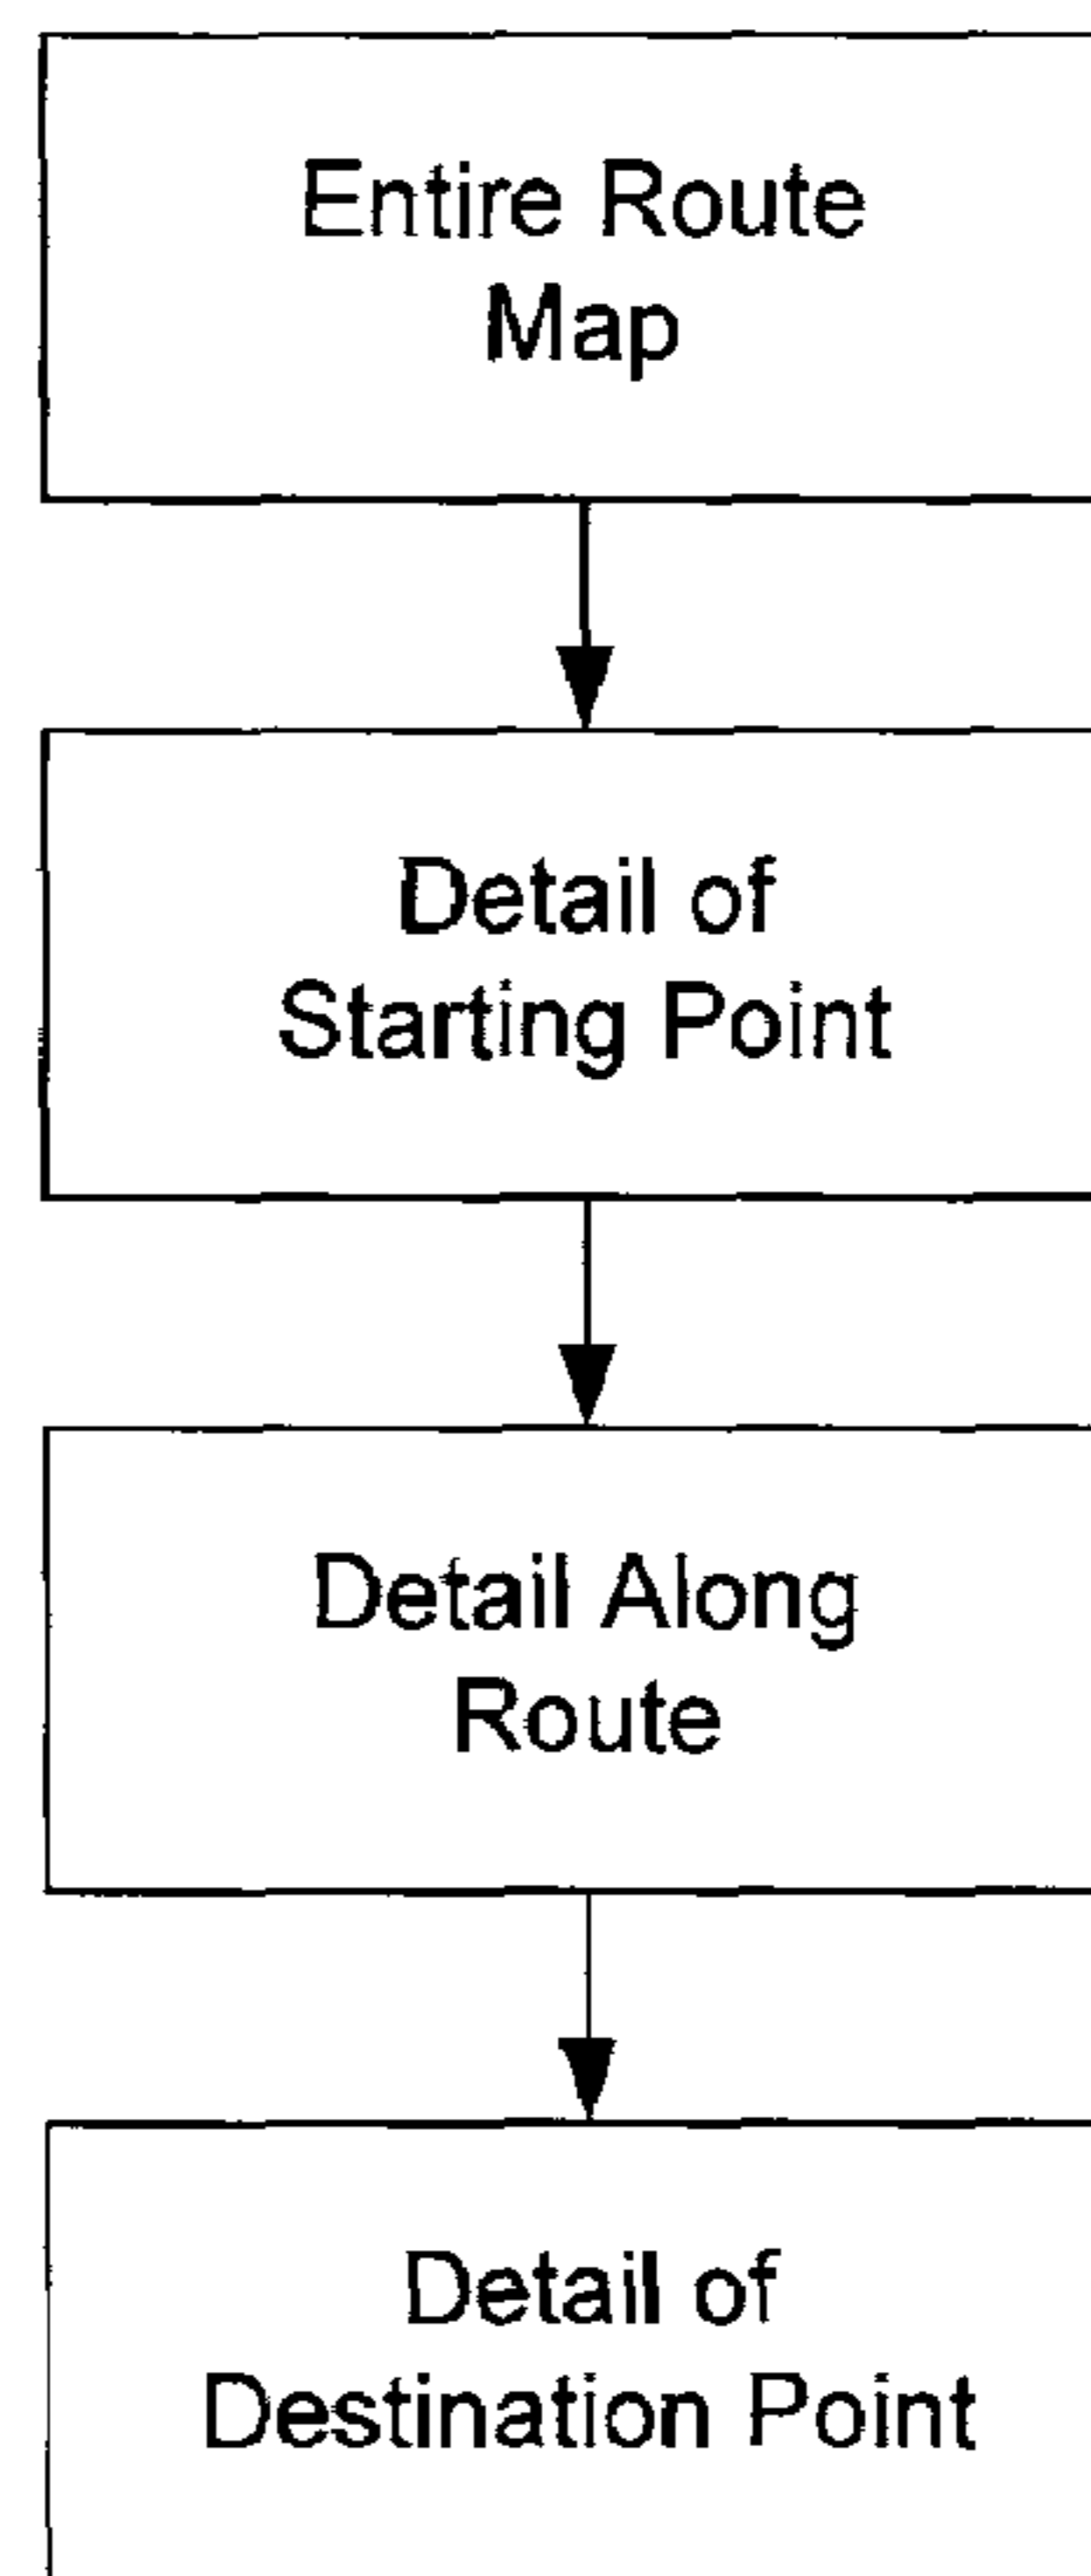 Entire Route
Map
Detail of
Starting Point
Detail Along
Route
Detail of
Destination Point